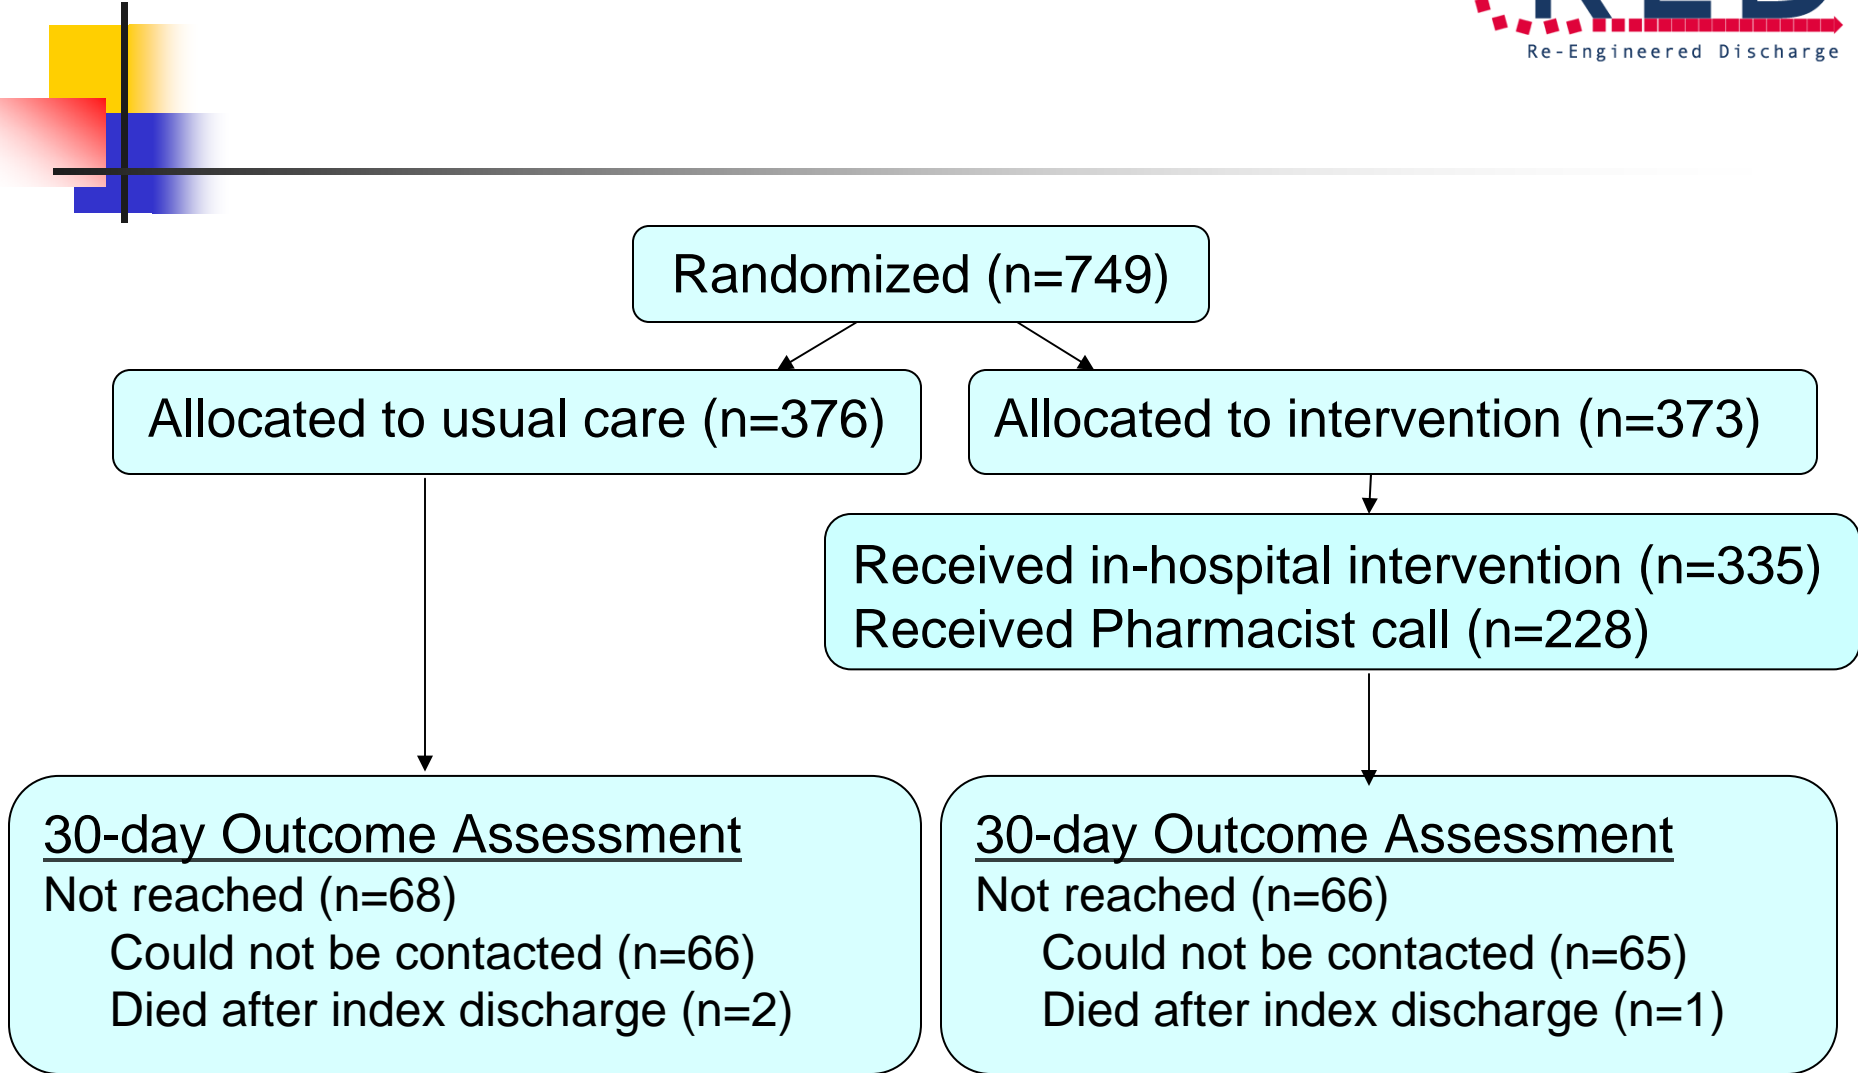 RED
Re-Engineered Discharge
Randomized (n=749)
Allocated to usual care (n=376)
Allocated to intervention (n=373)
Received in-hospital intervention (n=335)
Received Pharmacist call (n=228)
30-day Outcome Assessment
Not reached (n=68)
Could not be contacted (n=66)
Died after index discharge (n=2)
30-day Outcome Assessment
Not reached (n=66)
Could not be contacted (n=65)
Died after index discharge (n=1)